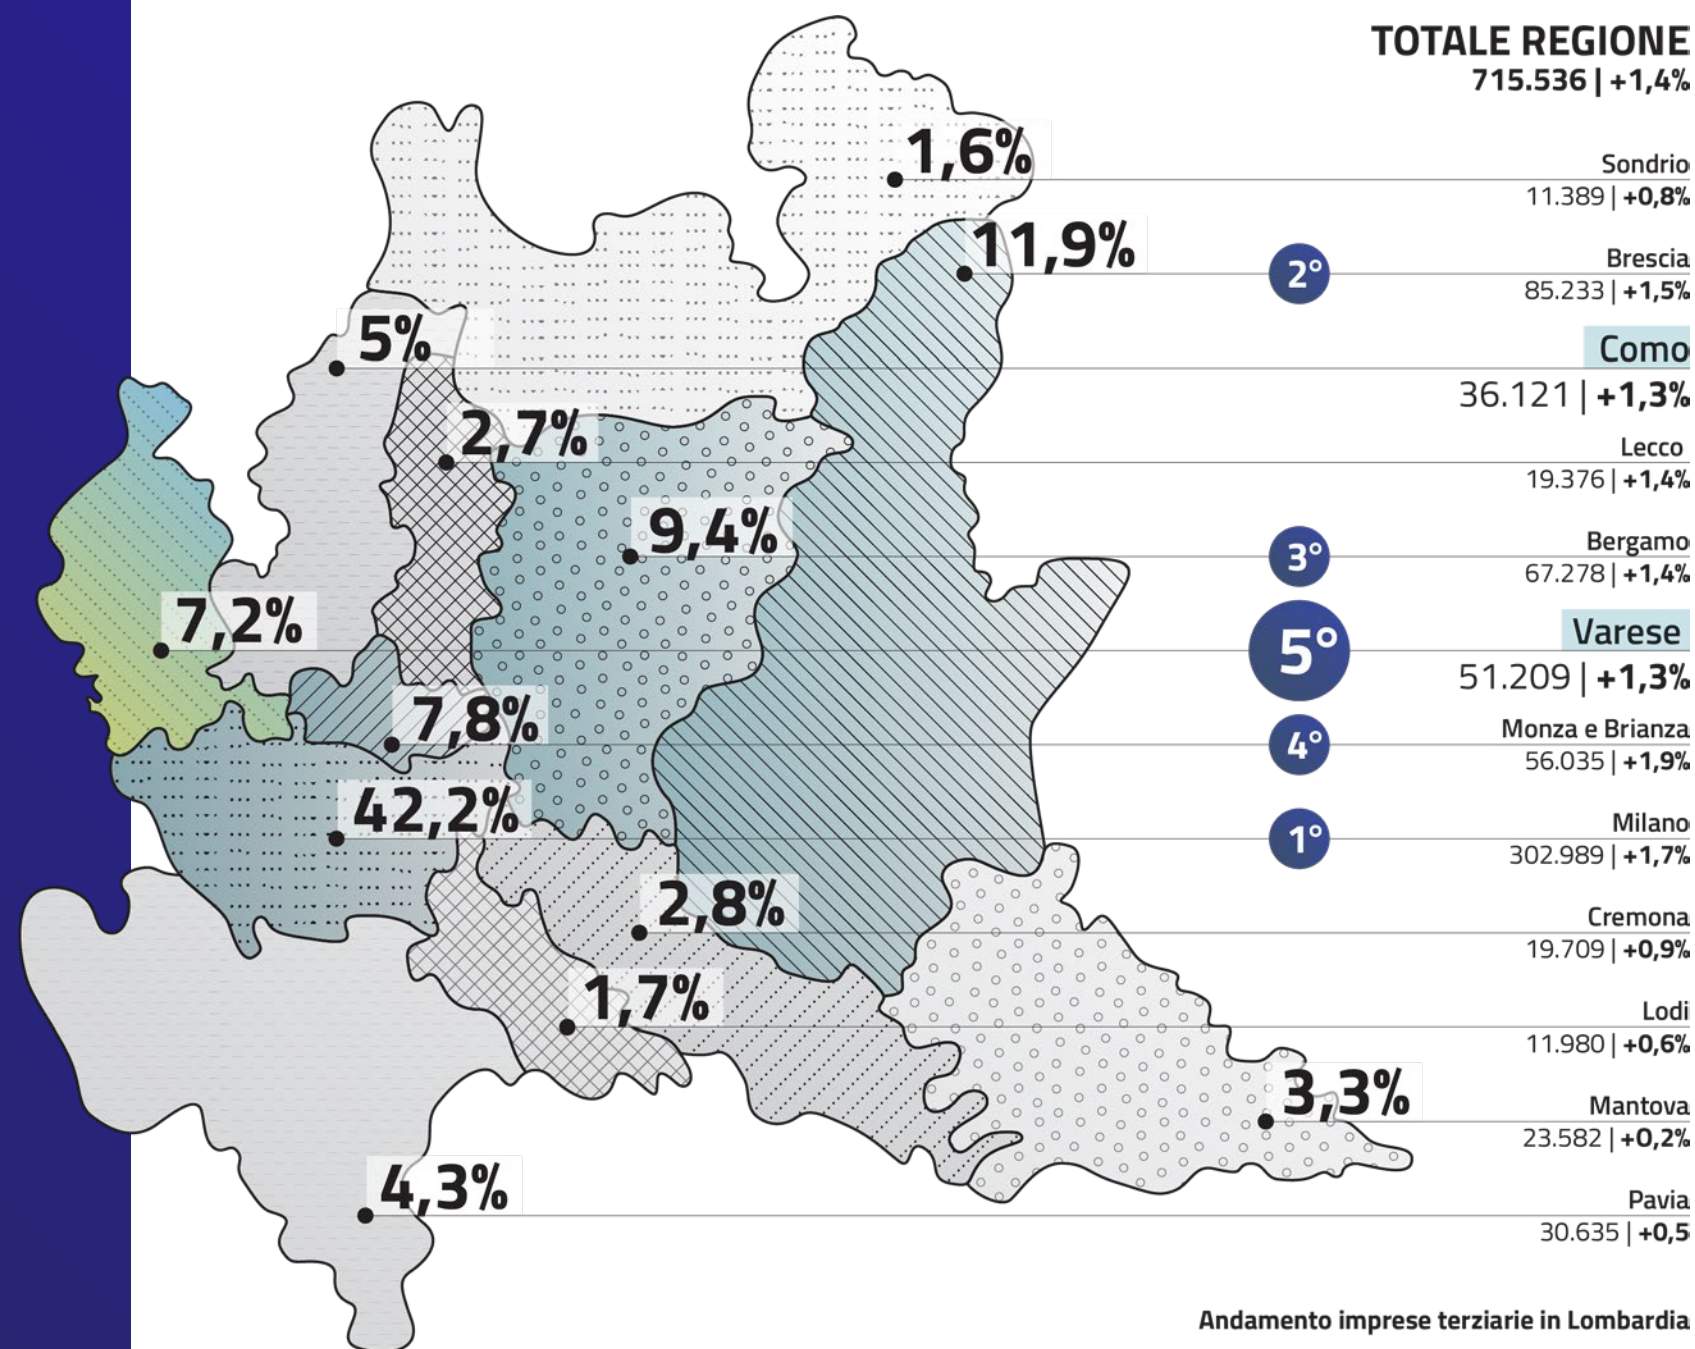 TOTALE REGIONE
715.536 | +1,4%
1,6%
Sondrio
11.389 | +0,8%
11,9%
2°
Brescia
85.233 | +1,5%
5%
Como
36.121 | +1,3%
2,7%
Lecco
19.376 | +1,4%
9,4%
3°
Bergamo
67.278 | +1,4%
7,2%
5°
Varese
51.209 | +1,3%
7,8%
4°
Monza e Brianza
56.035 | +1,9%
42,2%
1°
Milano
302.989 | +1,7%
2,8%
Cremona
19.709 | +0,9%
1,7%
Lodi
11.980 | +0,6%
3,3%
Mantova
23.582 | +0,2%
4,3%
Pavia
30.635 | +0,5
Andamento imprese terziarie in Lombardia